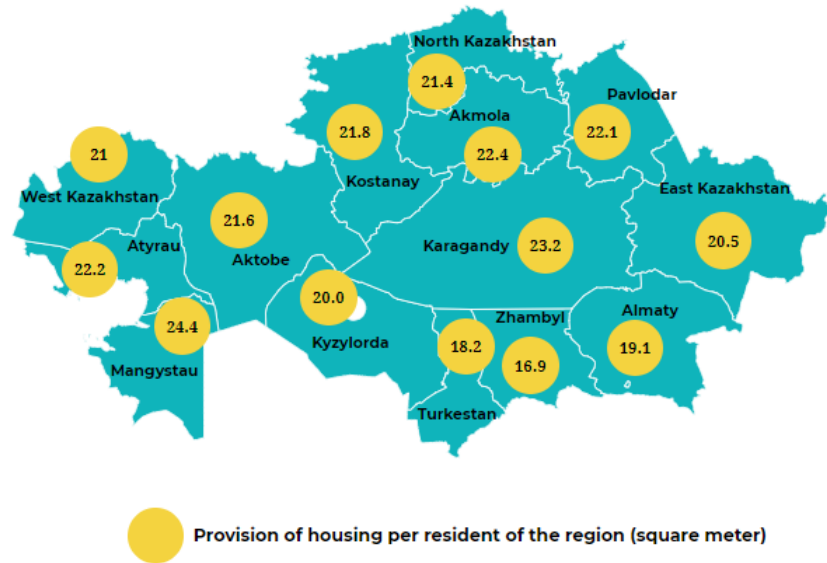 North Kazakhstan
21.4
Pavlodar
Akmola
21.8
22.1
22.4
21
Kostanay
East Kazakhstan
West Kazakhstan
21.6
Atyrau
Karagandy
23.2
20.5
Aktobe
22.2
20.0
Almaty
Zhambyl
24.4
Kyzylorda
18.2
19.1
16.9
Mangystau
Turkestan
Provision of housing per resident of the region (square meter)